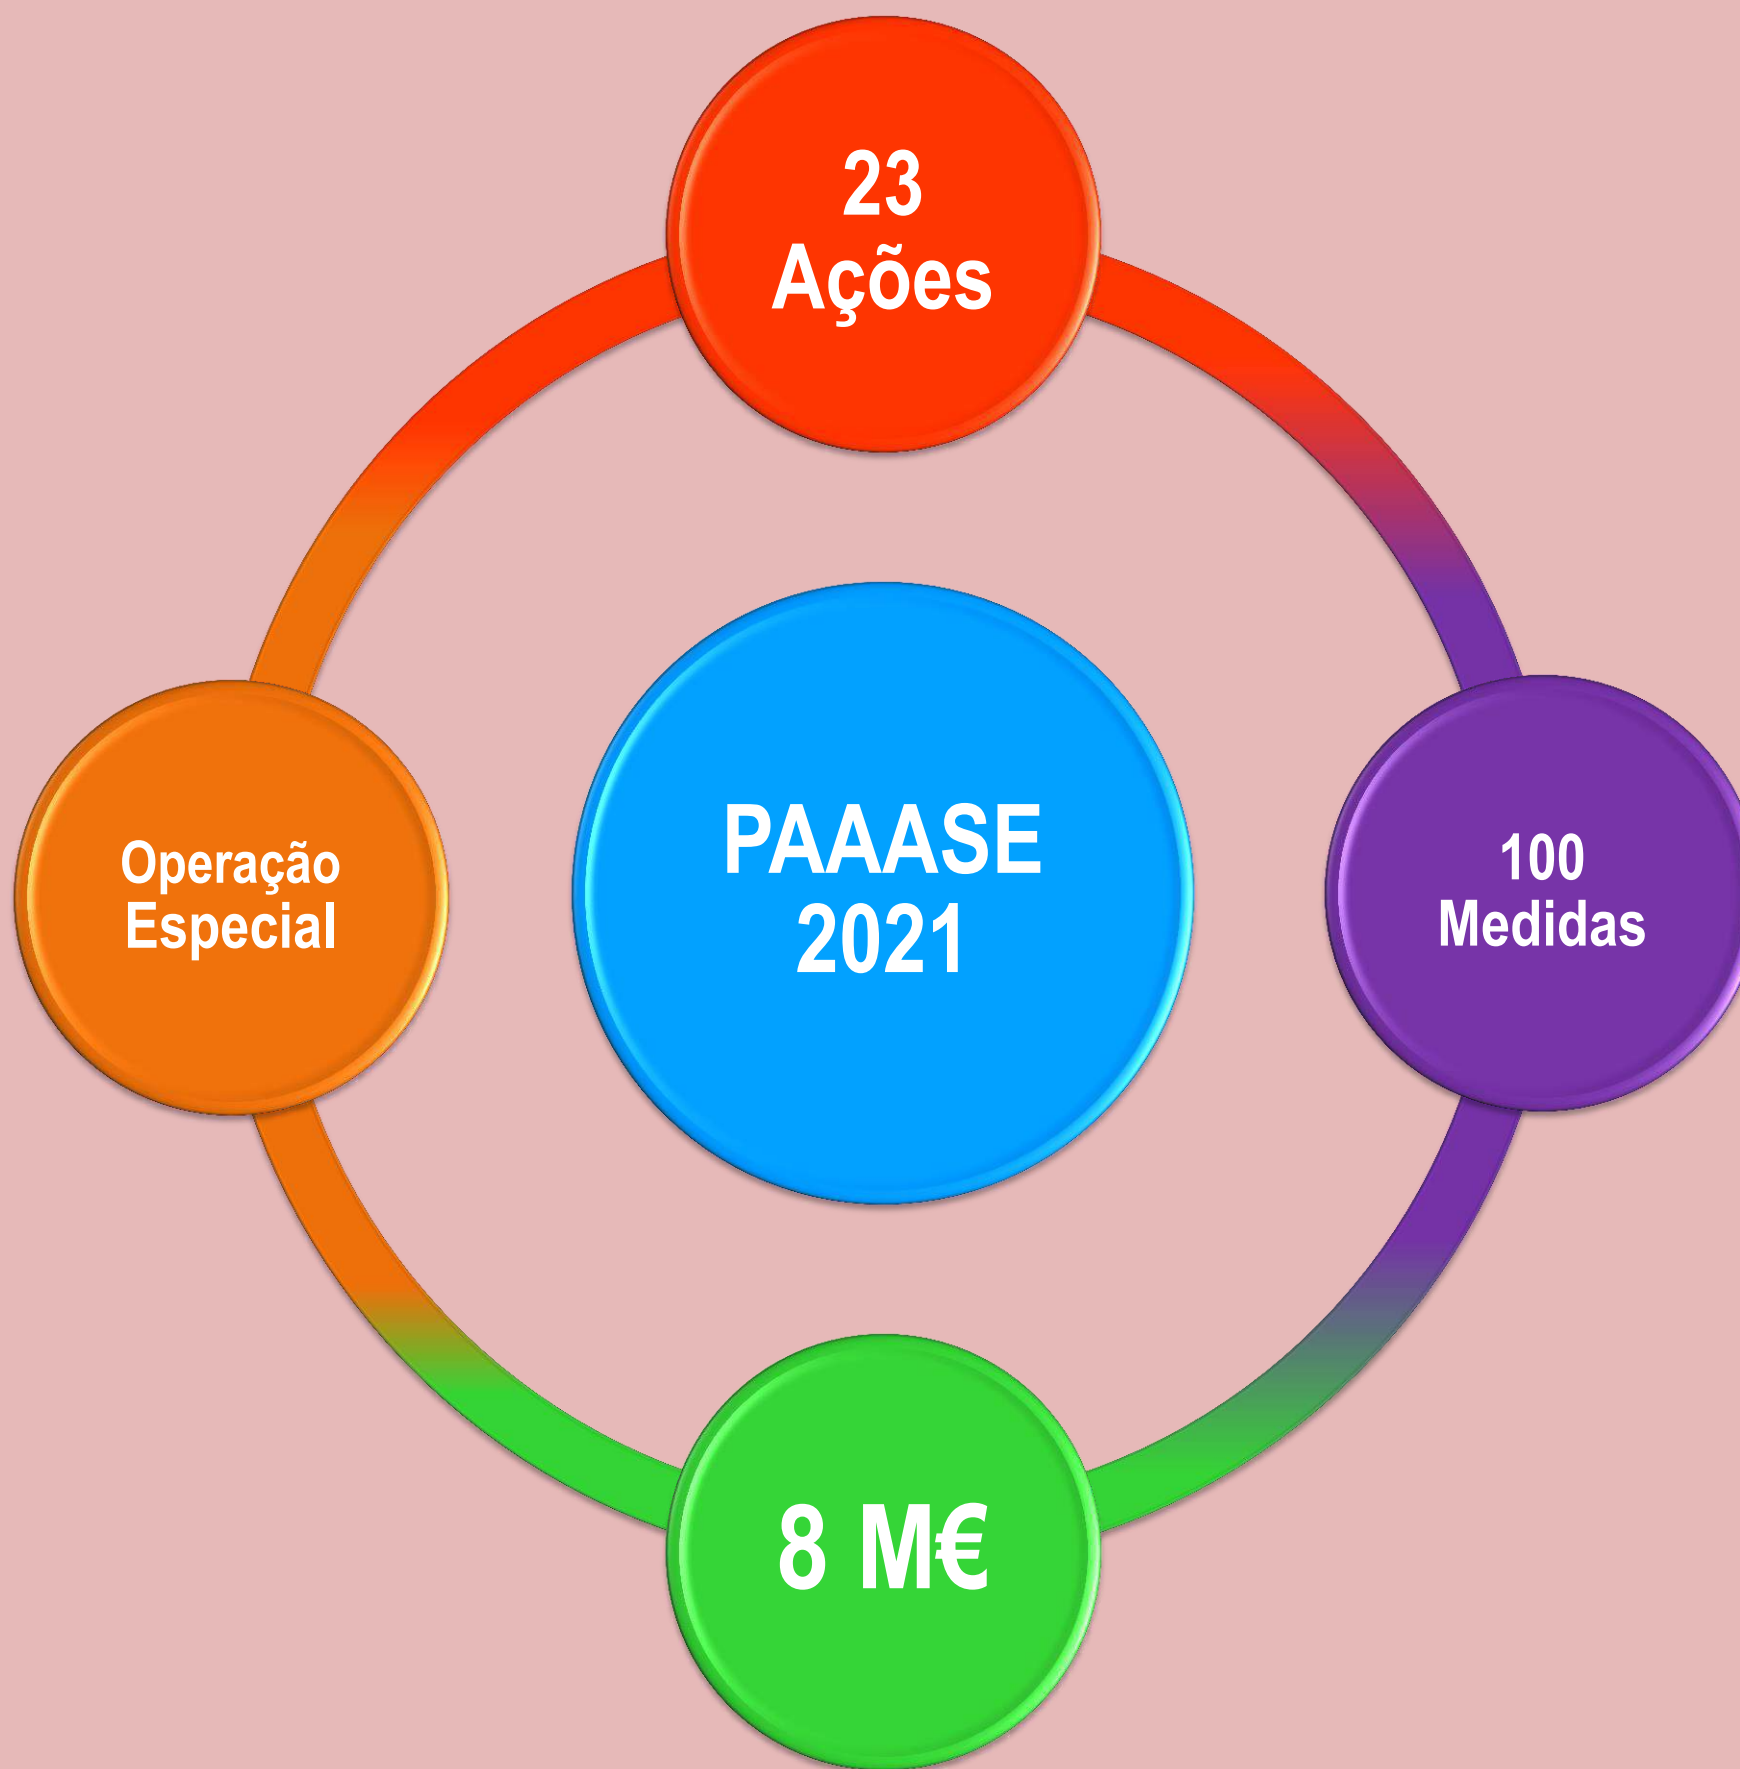 23
Ações
Operação
Especial
PAAASE
2021
100
Medidas
8 M€